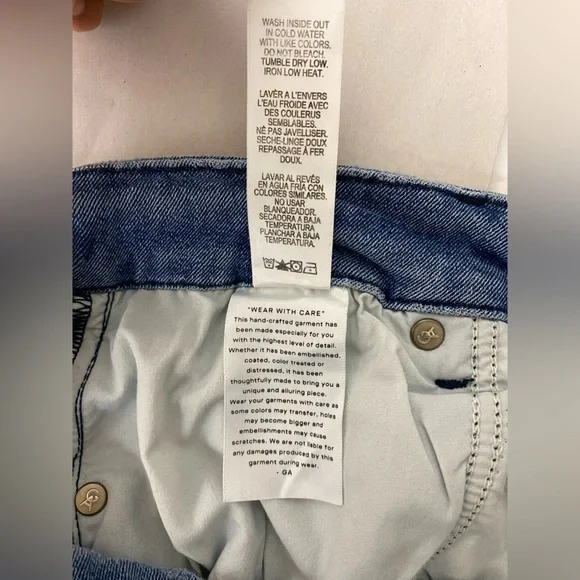 WASH INSIDE OUT
IN COLD WATER
WITH LIKE COLORS.
DO NOT BLEACH.
TUMBLE DRY LOW.
IRON LOW HEAT.
LAVÉR A L'ENVERS
L'EAU FROIDE AVEC
DES COULERUS
SEMBLABLES.
NÉ PAS JAVELLISER.
SECHE-LINGE DOUX
REPASSAGE À FER
DOUX.
LAVAR AL REVÉS
EN AGUA FRÍA CON
COLORES SIMILARES.
NO USAR
BLANQUEADOR.
SECADORA A BAJA
TEMPERATURA
PLANCHAR A BAJA
TEMPERATURA.
"WEAR WITH CARE"
This hand-crafted garment has
been made especially for you
with the highest level of detail.
Whether it has been embellished,
coated, color treated or
distressed, it has been
thoughtfully made to bring you a
unique and alluring piece.
Wear your garments with care as
some colors may transfer, holes
may become bigger and
embellishments may cause
scratches. We are not liable for
any damages produced by this
garment during wear.
- GA